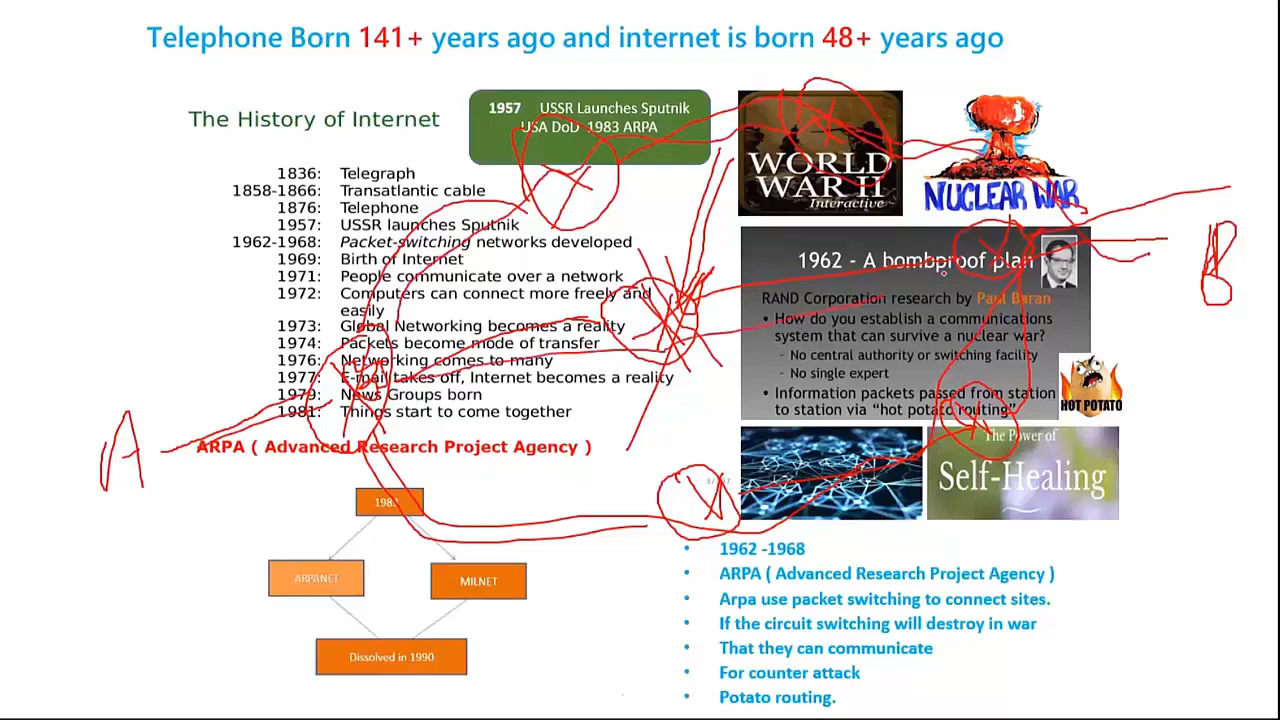 Telephone Born 141+ years ago and internet is born 48+ years ago
The History of Internet
1957 USSR Launches Sputnik
USA DoD 1983 ARPA
1836: Telegraph
1858-1866: Transatlantic cable
1876: Telephone
1957: USSR launches Sputnik
1962-1968: Packet-switching networks developed
1969: Birth of Internet
1971: People communicate over a network
1972: Computers can connect more freely and
easily
1973: Global Networking becomes a reality
1974: Packets become mode of transfer
1976: Networking comes to many
1977: E-mail takes off, Internet becomes a reality
1979: News Groups born
1981: Things start to come together
ARPA ( Advanced Research Project Agency )
A
ARPANET
MILNET
Dissolved in 1990
WORLD
WAR II
Interactive
NUCLEAR WAR
1962 - A bombproof plan
RAND Corporation research by Paul Baran
• How do you establish a communications
system that can survive a nuclear war?
- No central authority or switching facility
- No single expert
• Information packets passed from station
to station via "hot potato routing"
HOT POTATO
B
The Power of
Self-Healing
• 1962 -1968
• ARPA ( Advanced Research Project Agency )
• Arpa use packet switching to connect sites.
• If the circuit switching will destroy in war
• That they can communicate
• For counter attack
• Potato routing.